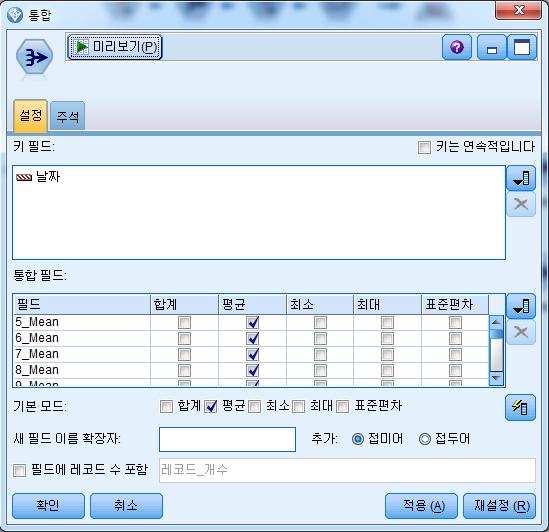 통합
미리보기(P)
설정 주석
키 필드: 키는 연속적입니다
날짜
통합 필드:
필드 합계 평균 최소 최대 표준편차
5_Mean
6_Mean
7_Mean
8_Mean
9_Mean
기본 모드: 합계 평균 최소 최대 표준편차
새 필드 이름 확장자: 추가: 접미어 접두어
필드에 레코드 수 포함 레코드_개수
확인 취소 적용 (A) 재설정 (R)